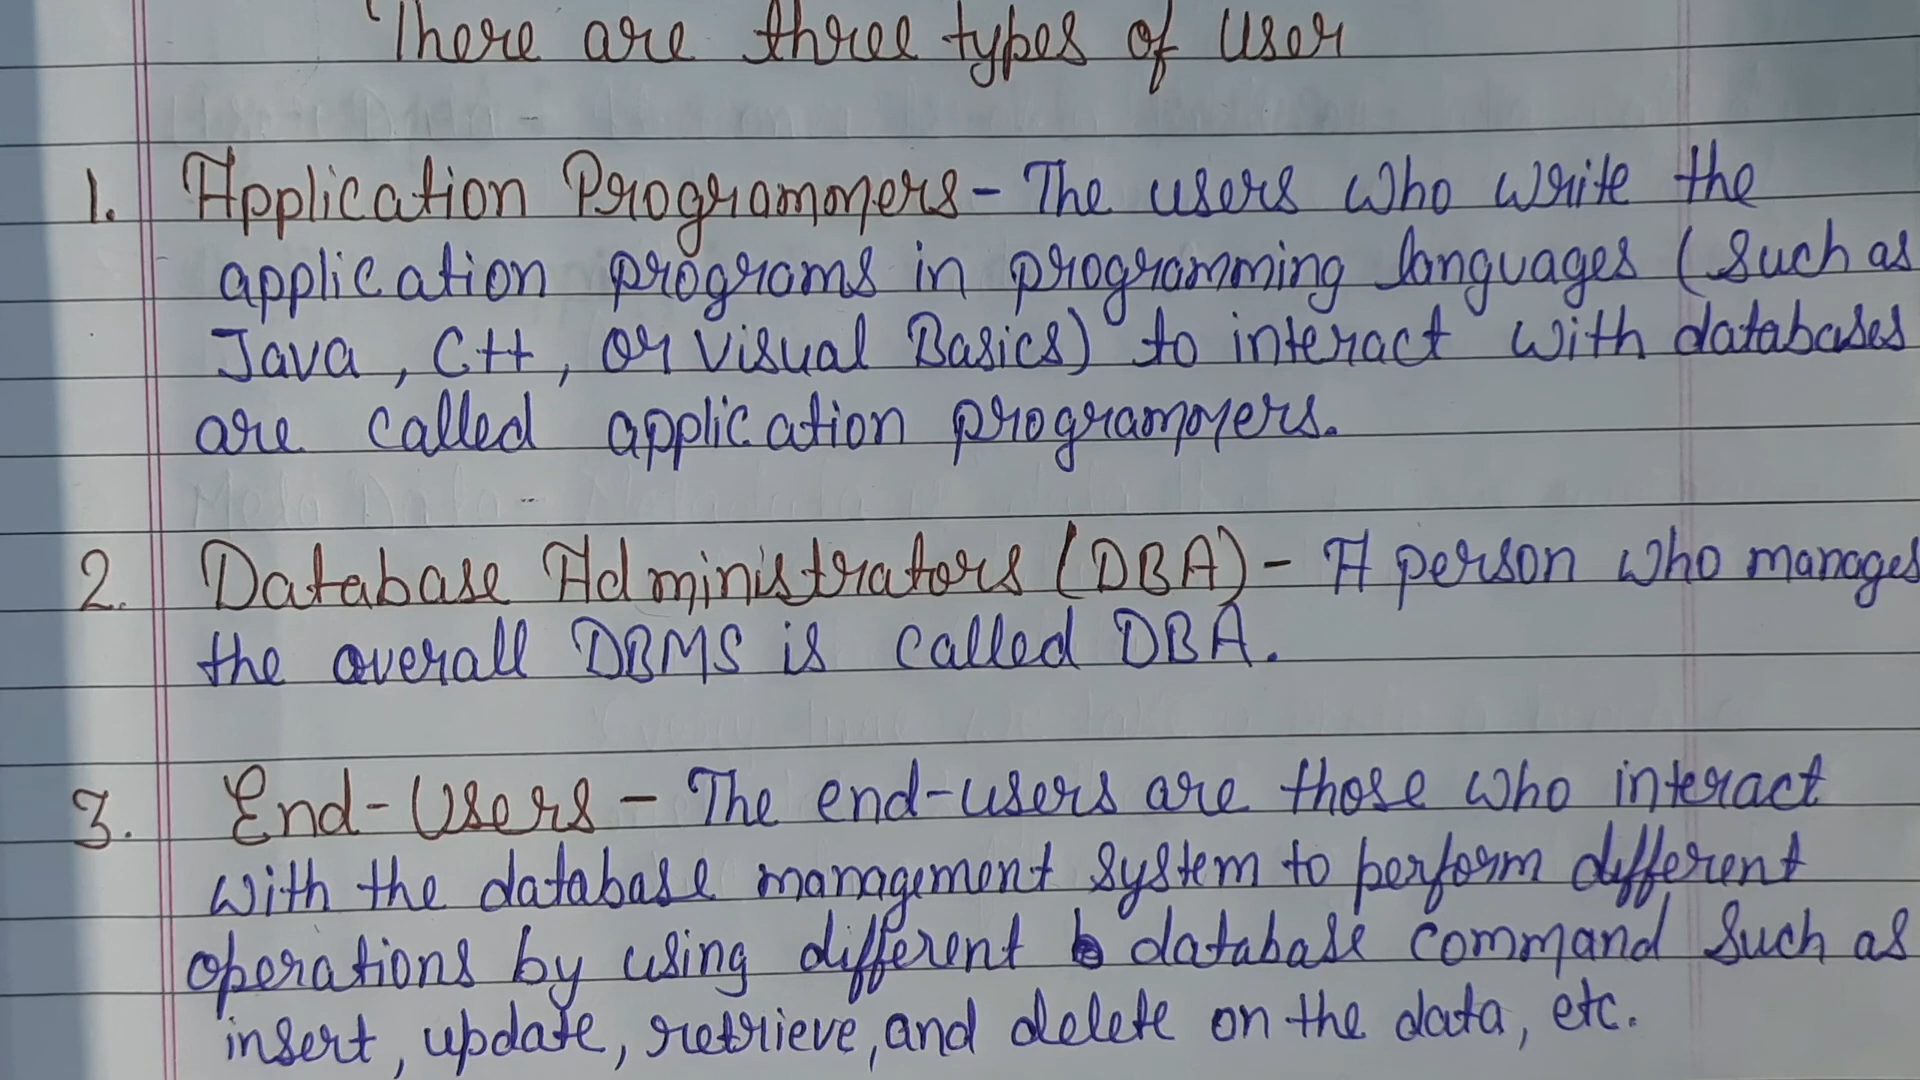 There are three types of user
1. Application Programmers - The users who write the
application programs in programming languages (such as
Java, C++, or Visual Basics) to interact with databases
are called application programmers.
2. Database Administrators (DBA) - A person who manages
the overall DBMS is called DBA.
3. End-Users - The end-users are those who interact
with the database management system to perform different
operations by using different database command such as
insert, update, retrieve, and delete on the data, etc.